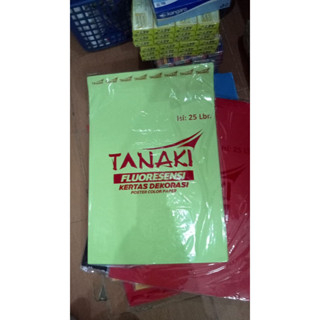 Isi: 25 Lbr.
TANAKI
FLUORESENSI
KERTAS DEKORASI
POSTER COLOR PAPER